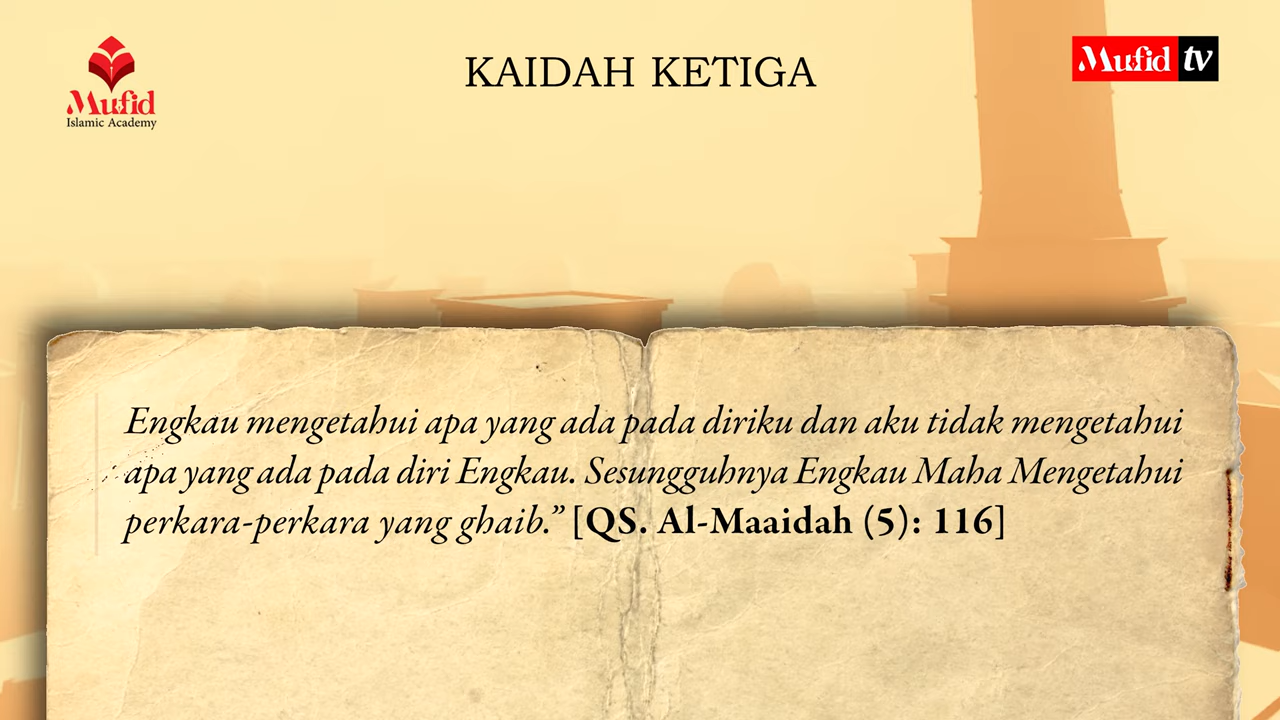 KAIDAH KETIGA
Mufid
Islamic Academy
Mufid tv
Engkau mengetahui apa yang ada pada diriku dan aku tidak mengetahui
apa yang ada pada diri Engkau. Sesungguhnya Engkau Maha Mengetahui
perkara-perkara yang ghaib.” [QS. Al-Maaidah (5): 116]